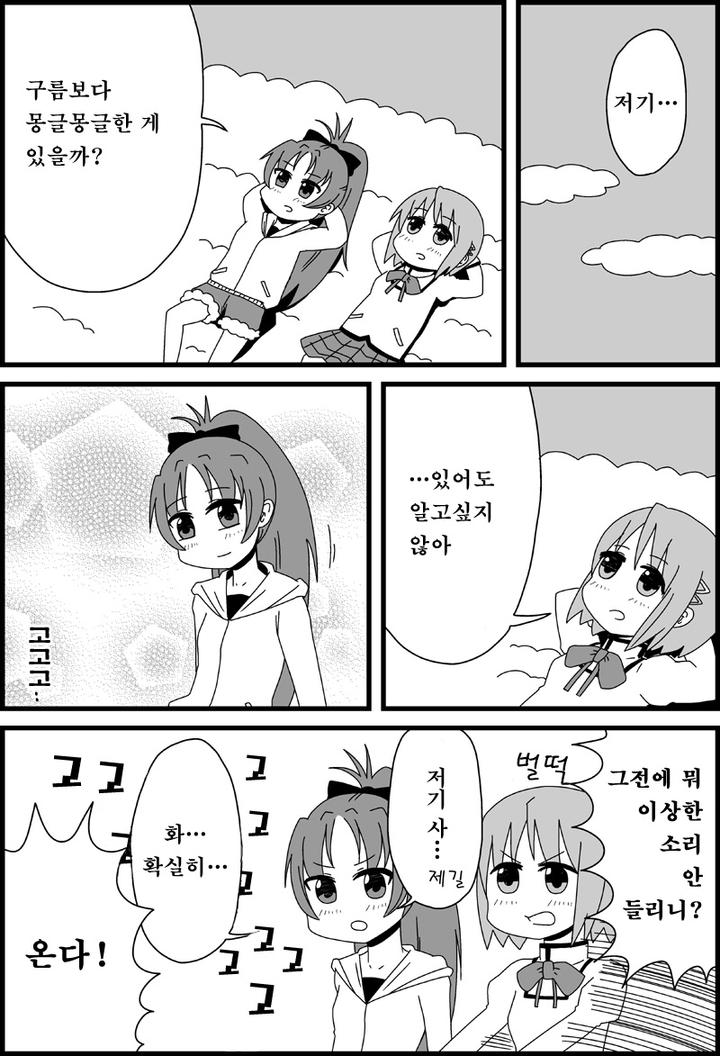 저기…
구름보다
몽글몽글한 게
있을까?
…있어도
알고싶지
않아
고고고…
그전에 뭐
이상한
소리
안
들리니?
벌떡
저기사…
제길
화…
확실히…
고
고
고
고
고 고
고
고
고
온다!